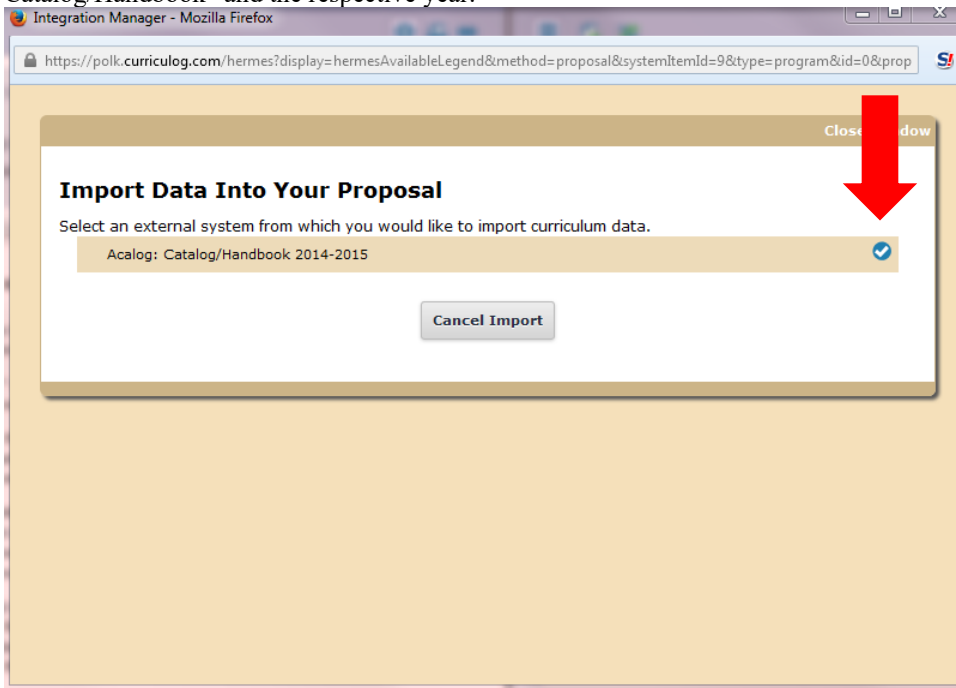 Catalog/Handbook" and the respective year.
Integration Manager - Mozilla Firefox
https://polk.curriculog.com/hermes?display=hermesAvailableLegend&method=proposal&systemItemId=9&type=program&id=0&prop
S!
Close
dow
Import Data Into Your Proposal
Select an external system from which you would like to import curriculum data.
Acalog: Catalog/Handbook 2014-2015
Cancel Import